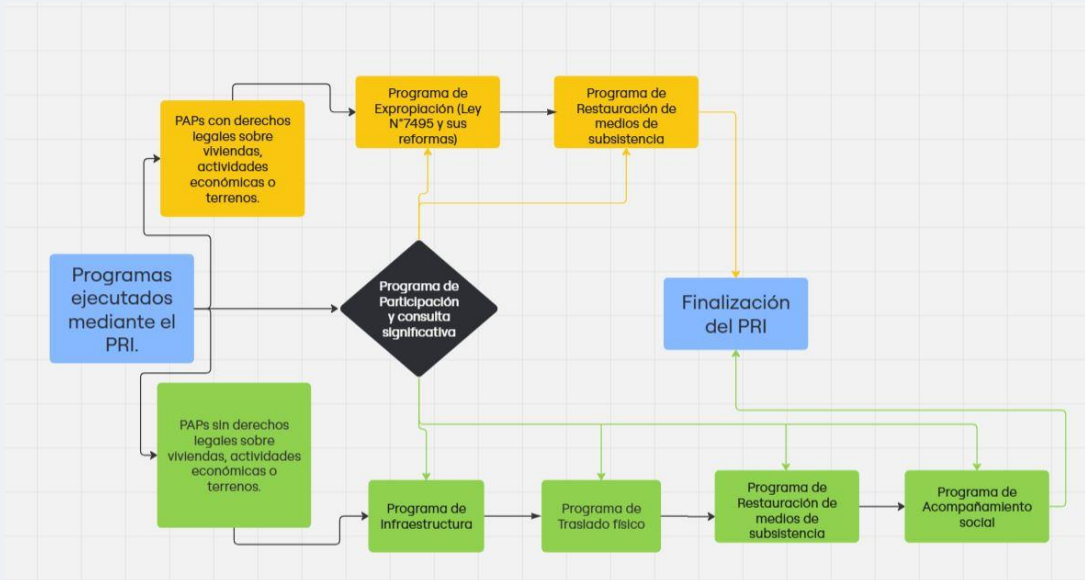 Programa de
Expropiación (Ley
N°7495 y sus
reformas)
Programa de
Restauración de
medios de
subsistencia
PAPs con derechos
legales sobre
viviendas,
actividades
económicas o
terrenos.
Programas
ejecutados
mediante el
PRI.
Programa de
Participación
y consulta
significativa
Finalización
del PRI
PAPs sin derechos
legales sobre
viviendas, actividades
económicas o
terrenos.
Programa de
Infraestructura
Programa de
Traslado físico
Programa de
Restauración de
medios de
subsistencia
Programa de
Acompañamiento
social